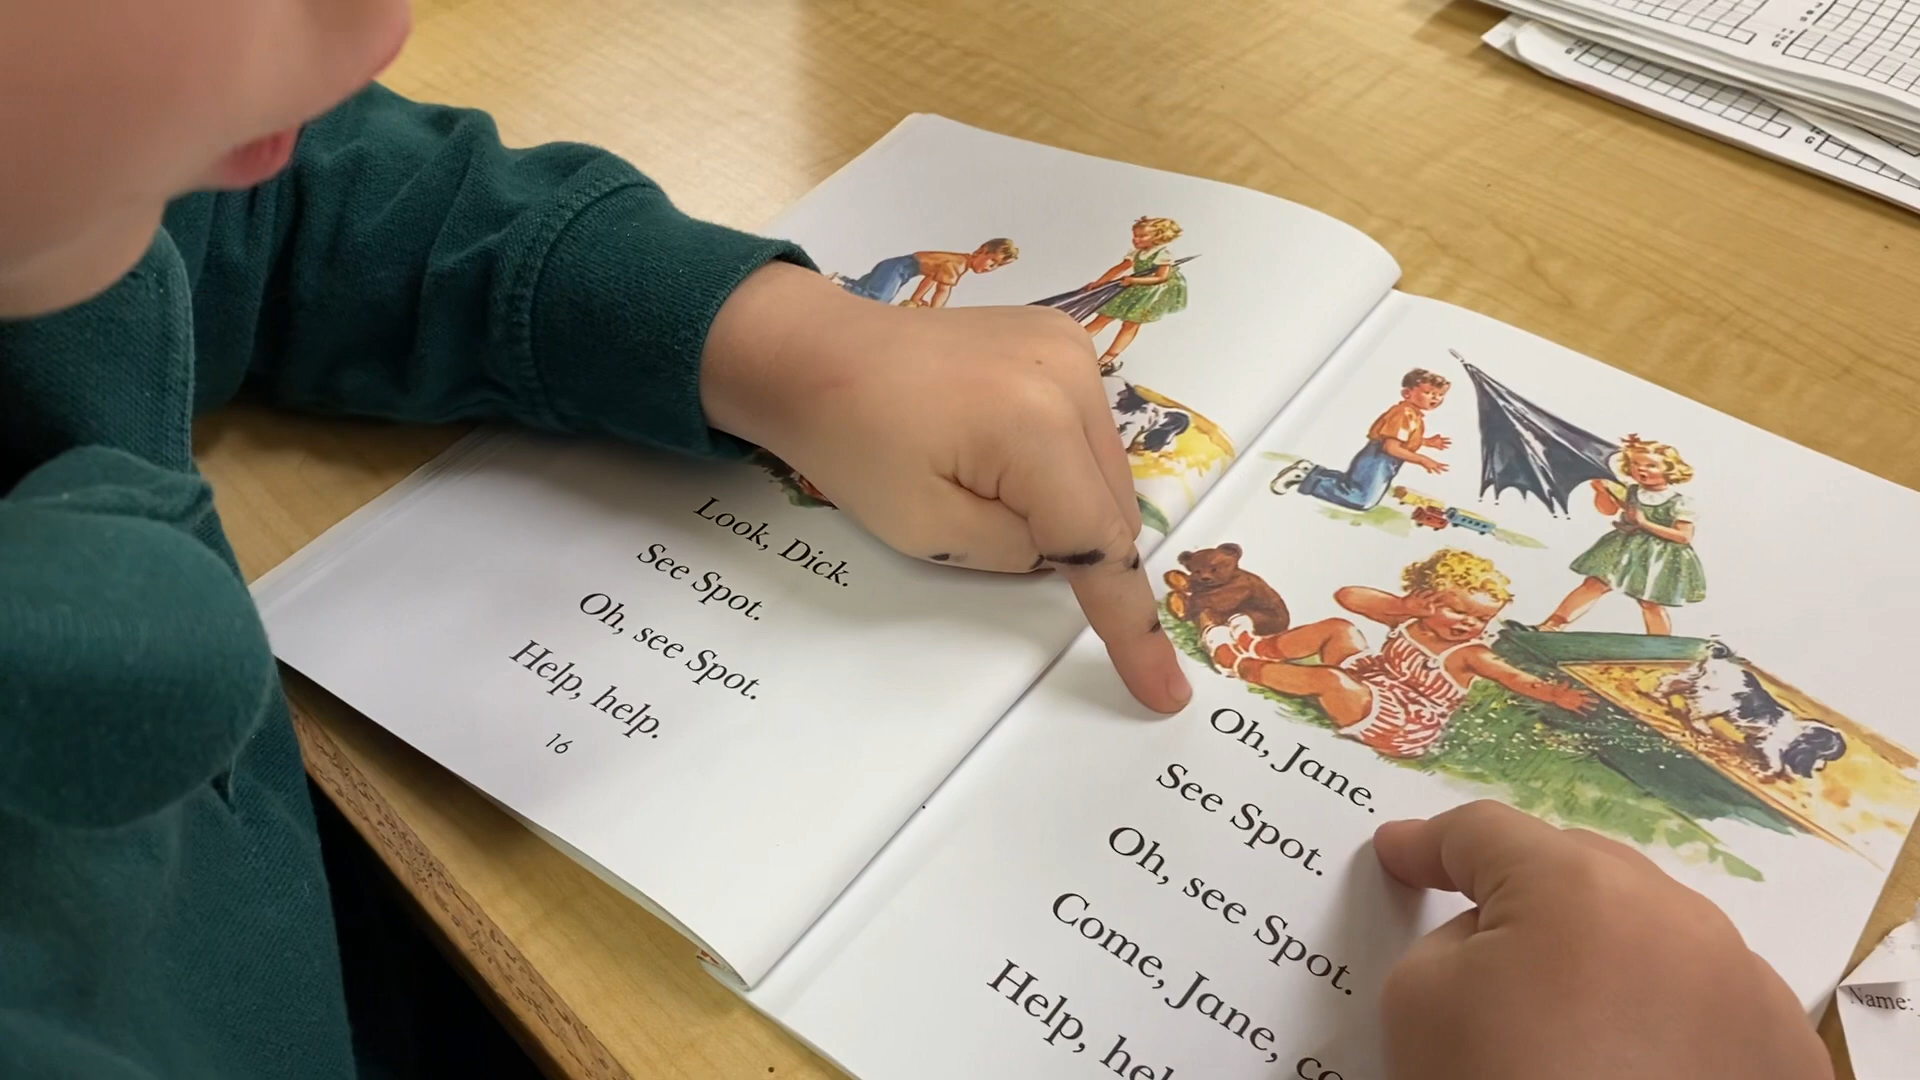 Look, Dick.
See Spot.
Oh, see Spot.
Help, help.
16
Oh, Jane.
See Spot.
Oh, see Spot.
Come, Jane,
Help,
Name: